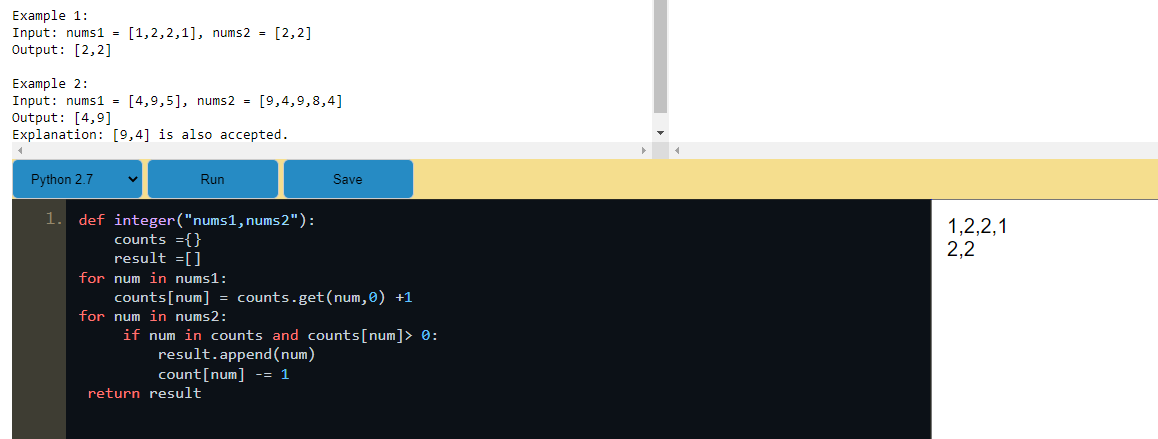 Example 1:
Input: nums1 = [1,2,2,1], nums2 = [2,2]
Output: [2,2]
Example 2:
Input: nums1 = [4,9,5], nums2 = [9,4,9,8,4]
Output: [4,9]
Explanation: [9,4] is also accepted.
Python 2.7 Run Save
1. def integer("nums1,nums2"):
    counts ={}
    result =[]
for num in nums1:
    counts[num] = counts.get(num,0) +1
for num in nums2:
     if num in counts and counts[num]> 0:
         result.append(num)
         count[num] -= 1
 return result
1,2,2,1
2,2